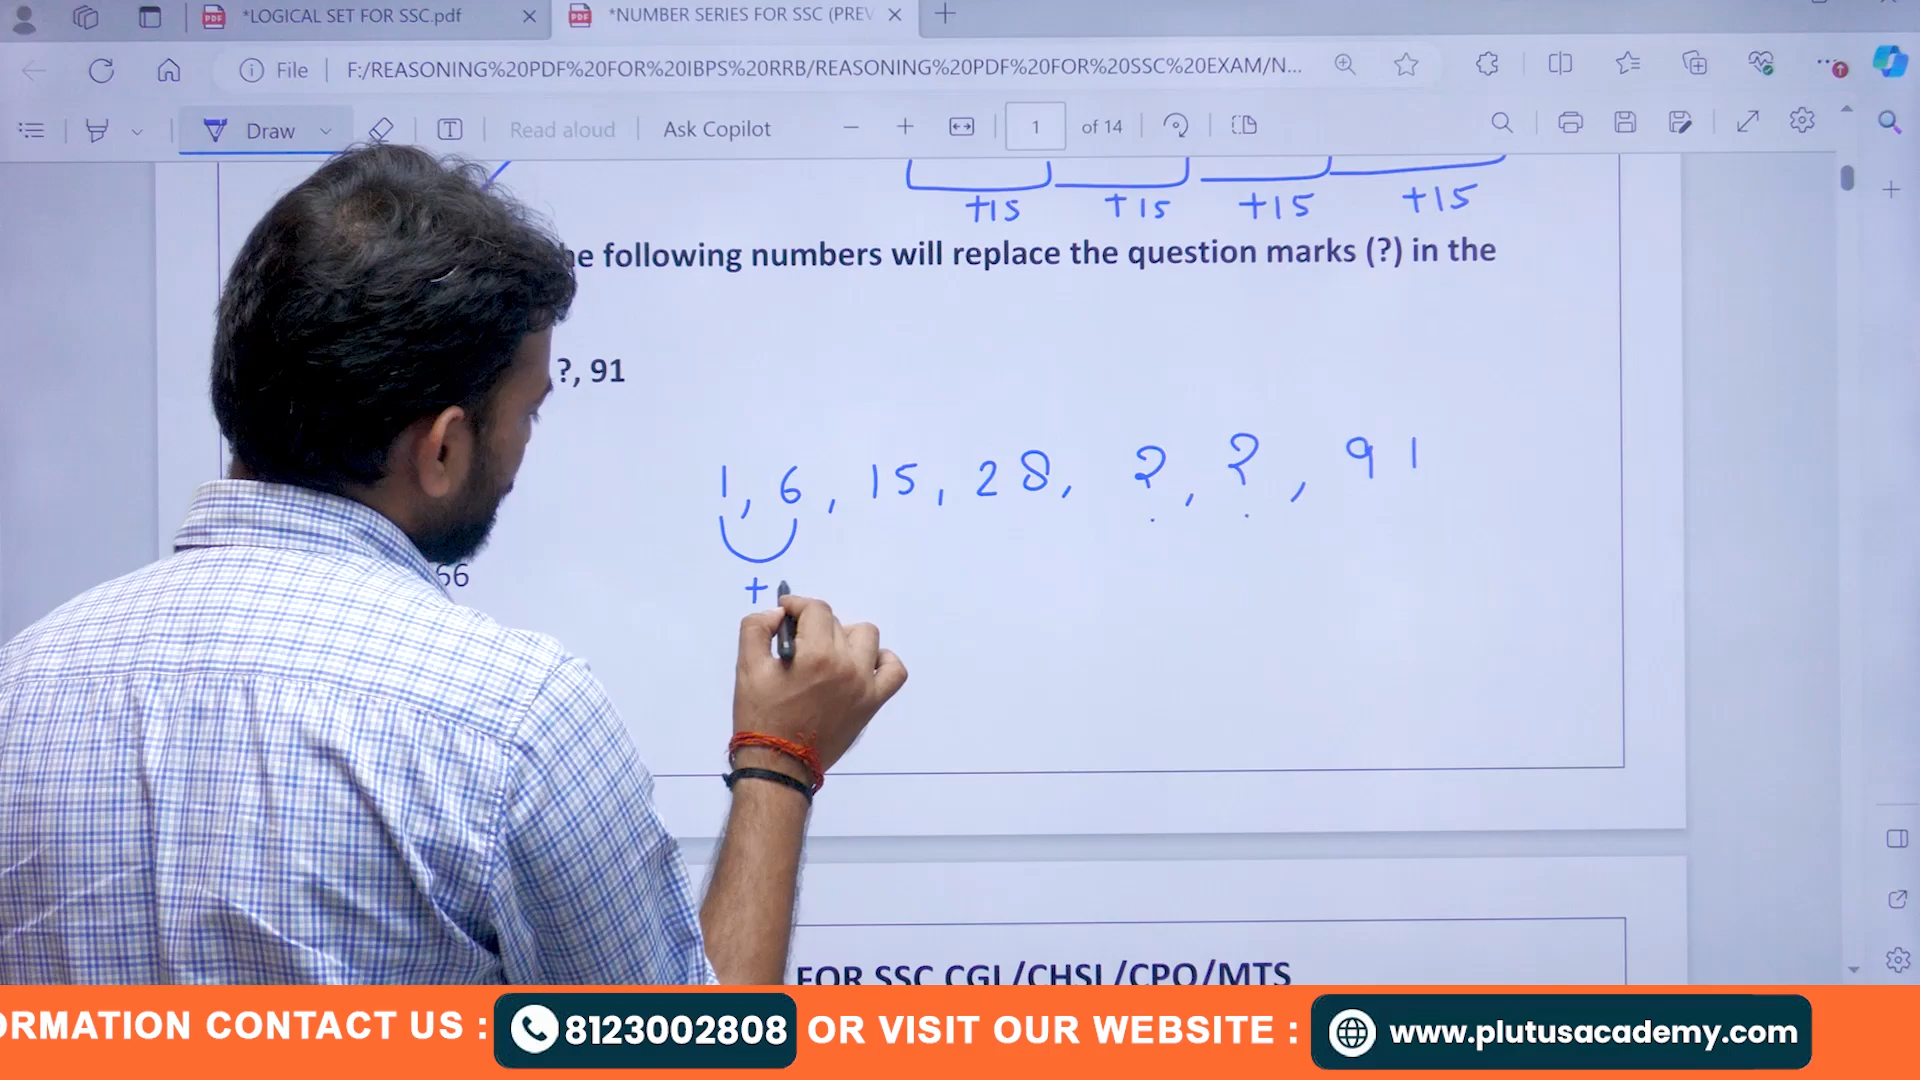 *LOGICAL SET FOR SSC.pdf
*NUMBER SERIES FOR SSC (PREV
File
F:/REASONING%20PDF%20FOR%20IBPS%20RRB/REASONING%20PDF%20FOR%20SSC%20EXAM/N...
Draw
Read aloud
Ask Copilot
1 of 14
+15 +15 +15 +15
following numbers will replace the question marks (?) in the
?, 91
1, 6, 15, 28, ?, ?, 91
+
66
FOR SSC CGL/CHSL/CPO/MTS
ORMATION CONTACT US : 8123002808 OR VISIT OUR WEBSITE : www.plutusacademy.com